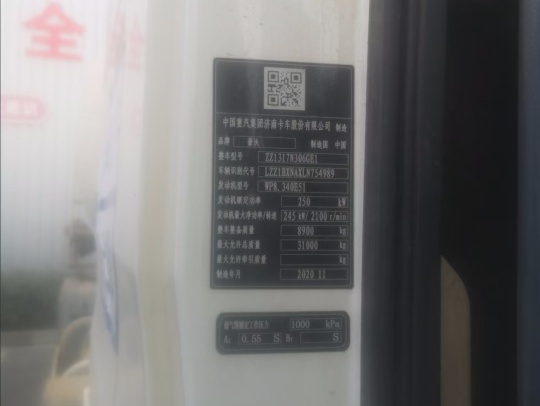 全
中国重汽集团济南卡车股份有限公司 制造
品牌 豪沃 制造国 中国
整车型号 ZZ1317N306GE1
车辆识别代号 LZZ1BXNAXLN754989
发动机型号 WP8.340E51
发动机额定功率 250 kW
发动机最大净功率/转速 245 kW/2100 r/min
整车整备质量 8900 kg
最大允许总质量 31000 kg
最大允许牵引质量 kg
制造年月 2020.11
1000 kPa
0.55 S S